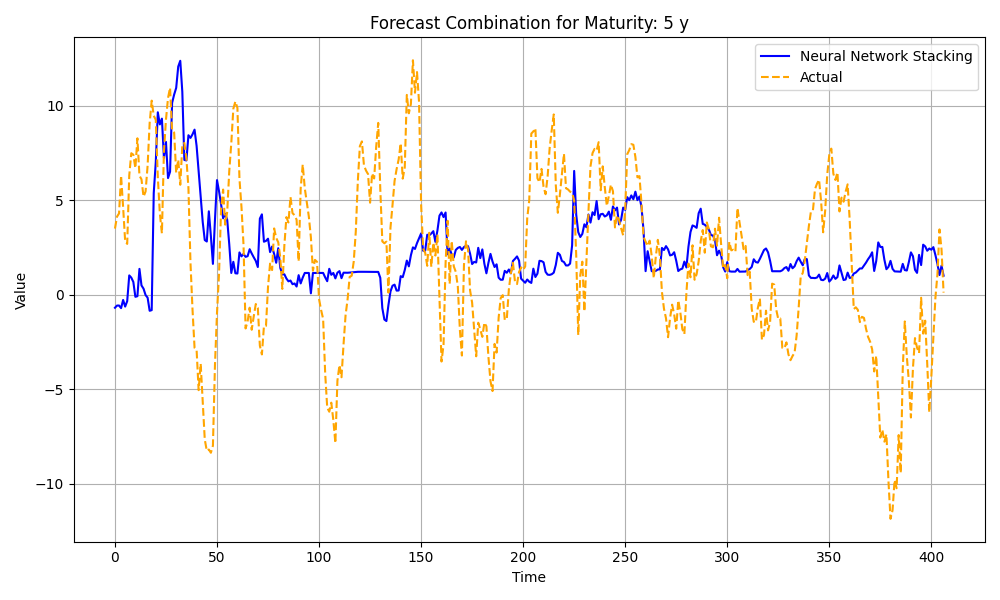 Forecast Combination for Maturity: 5 y
Neural Network Stacking
Actual
Value
10
5
0
−5
−10
0 50 100 150 200 250 300 350 400
Time